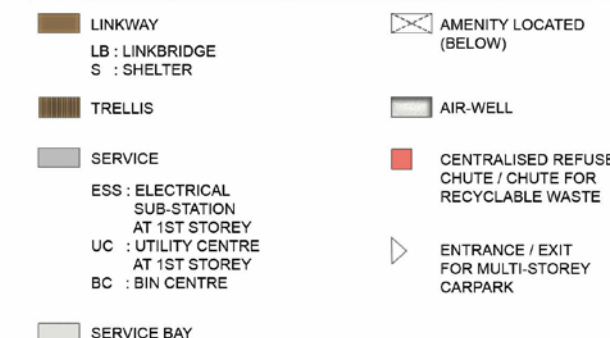 LINKWAY
LB : LINKBRIDGE
S : SHELTER
TRELLIS
SERVICE
ESS : ELECTRICAL
SUB-STATION
AT 1ST STOREY
UC : UTILITY CENTRE
AT 1ST STOREY
BC : BIN CENTRE
SERVICE BAY
AMENITY LOCATED
(BELOW)
AIR-WELL
CENTRALISED REFUSE
CHUTE / CHUTE FOR
RECYCLABLE WASTE
ENTRANCE / EXIT
FOR MULTI-STOREY
CARPARK